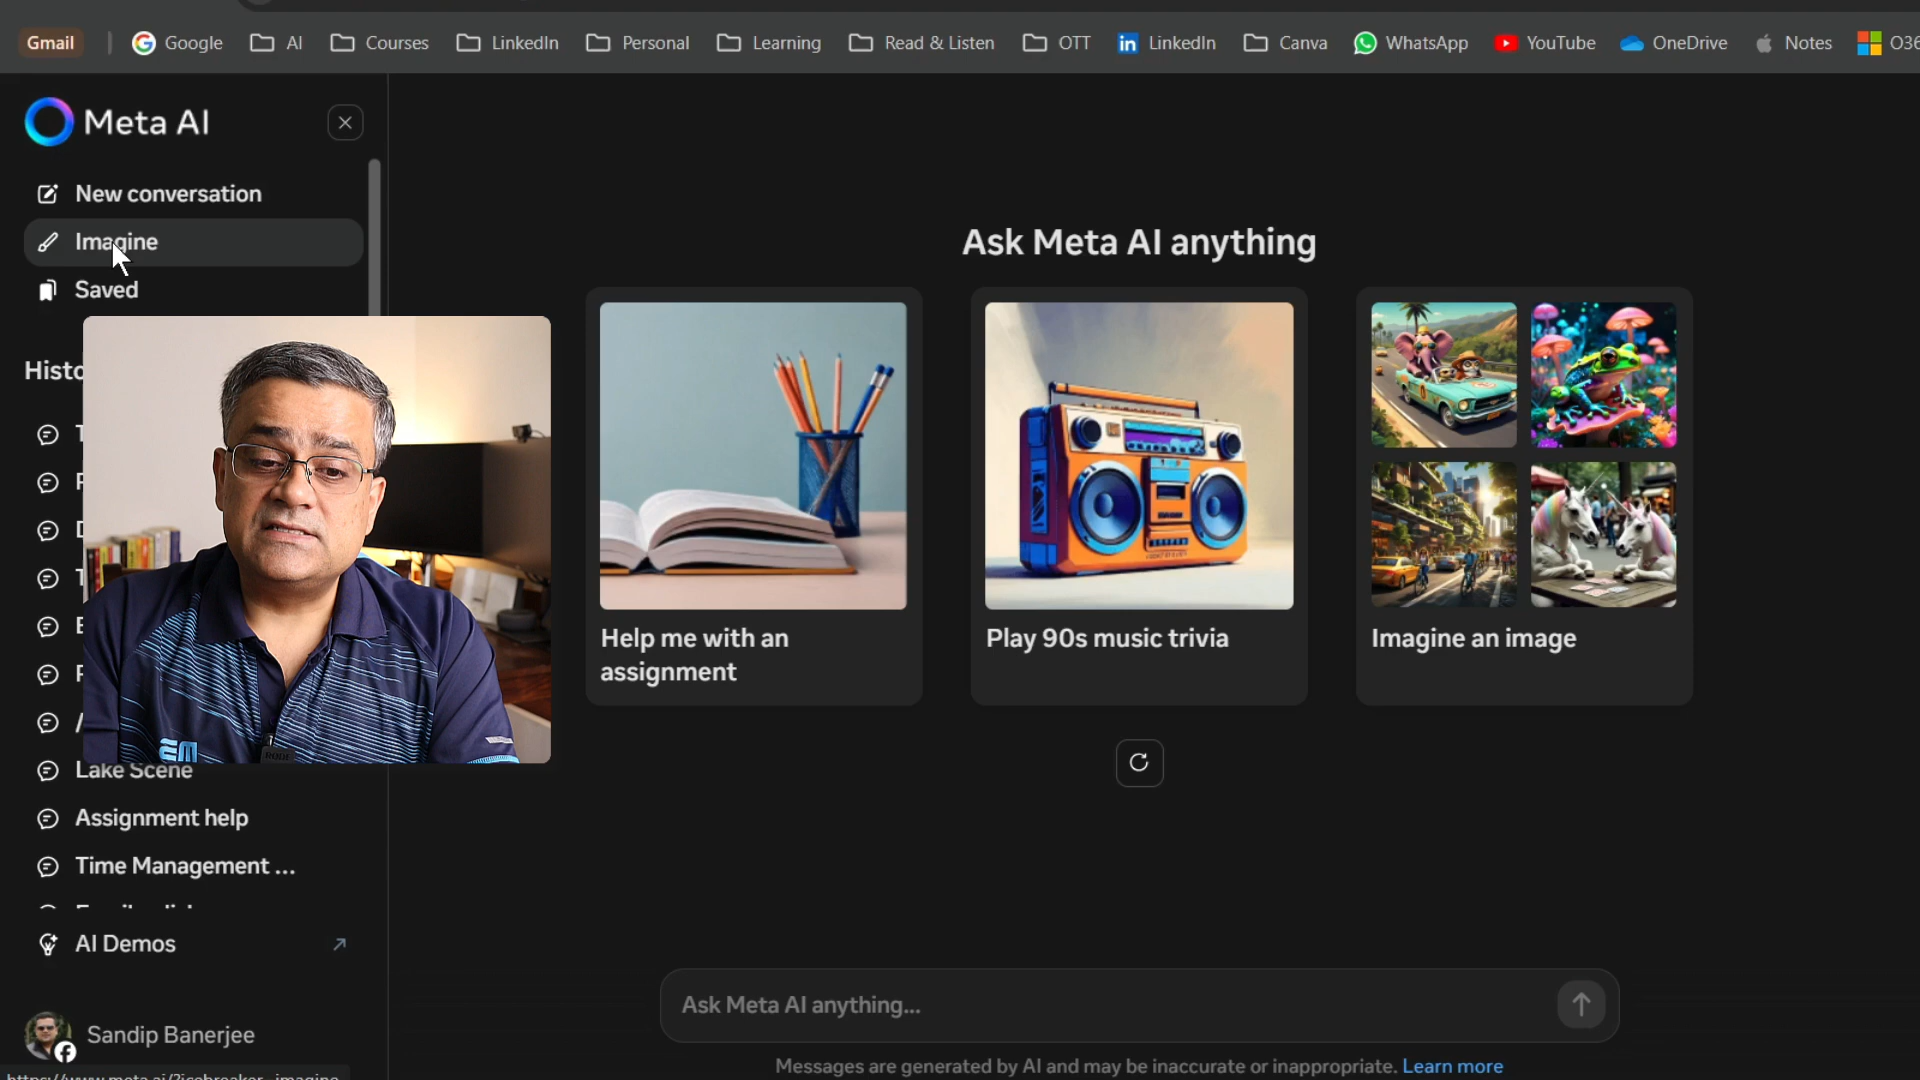 Gmail
Google
AI
Courses
LinkedIn
Personal
Learning
Read & Listen
OTT
LinkedIn
Canva
WhatsApp
YouTube
OneDrive
Notes
Meta AI
New conversation
Imagine
Saved
Ask Meta AI anything
Help me with an
assignment
Play 90s music trivia
Imagine an image
Lake Scene
Assignment help
Time Management ...
AI Demos
Sandip Banerjee
Ask Meta AI anything...
Messages are generated by AI and may be inaccurate or inappropriate. Learn more